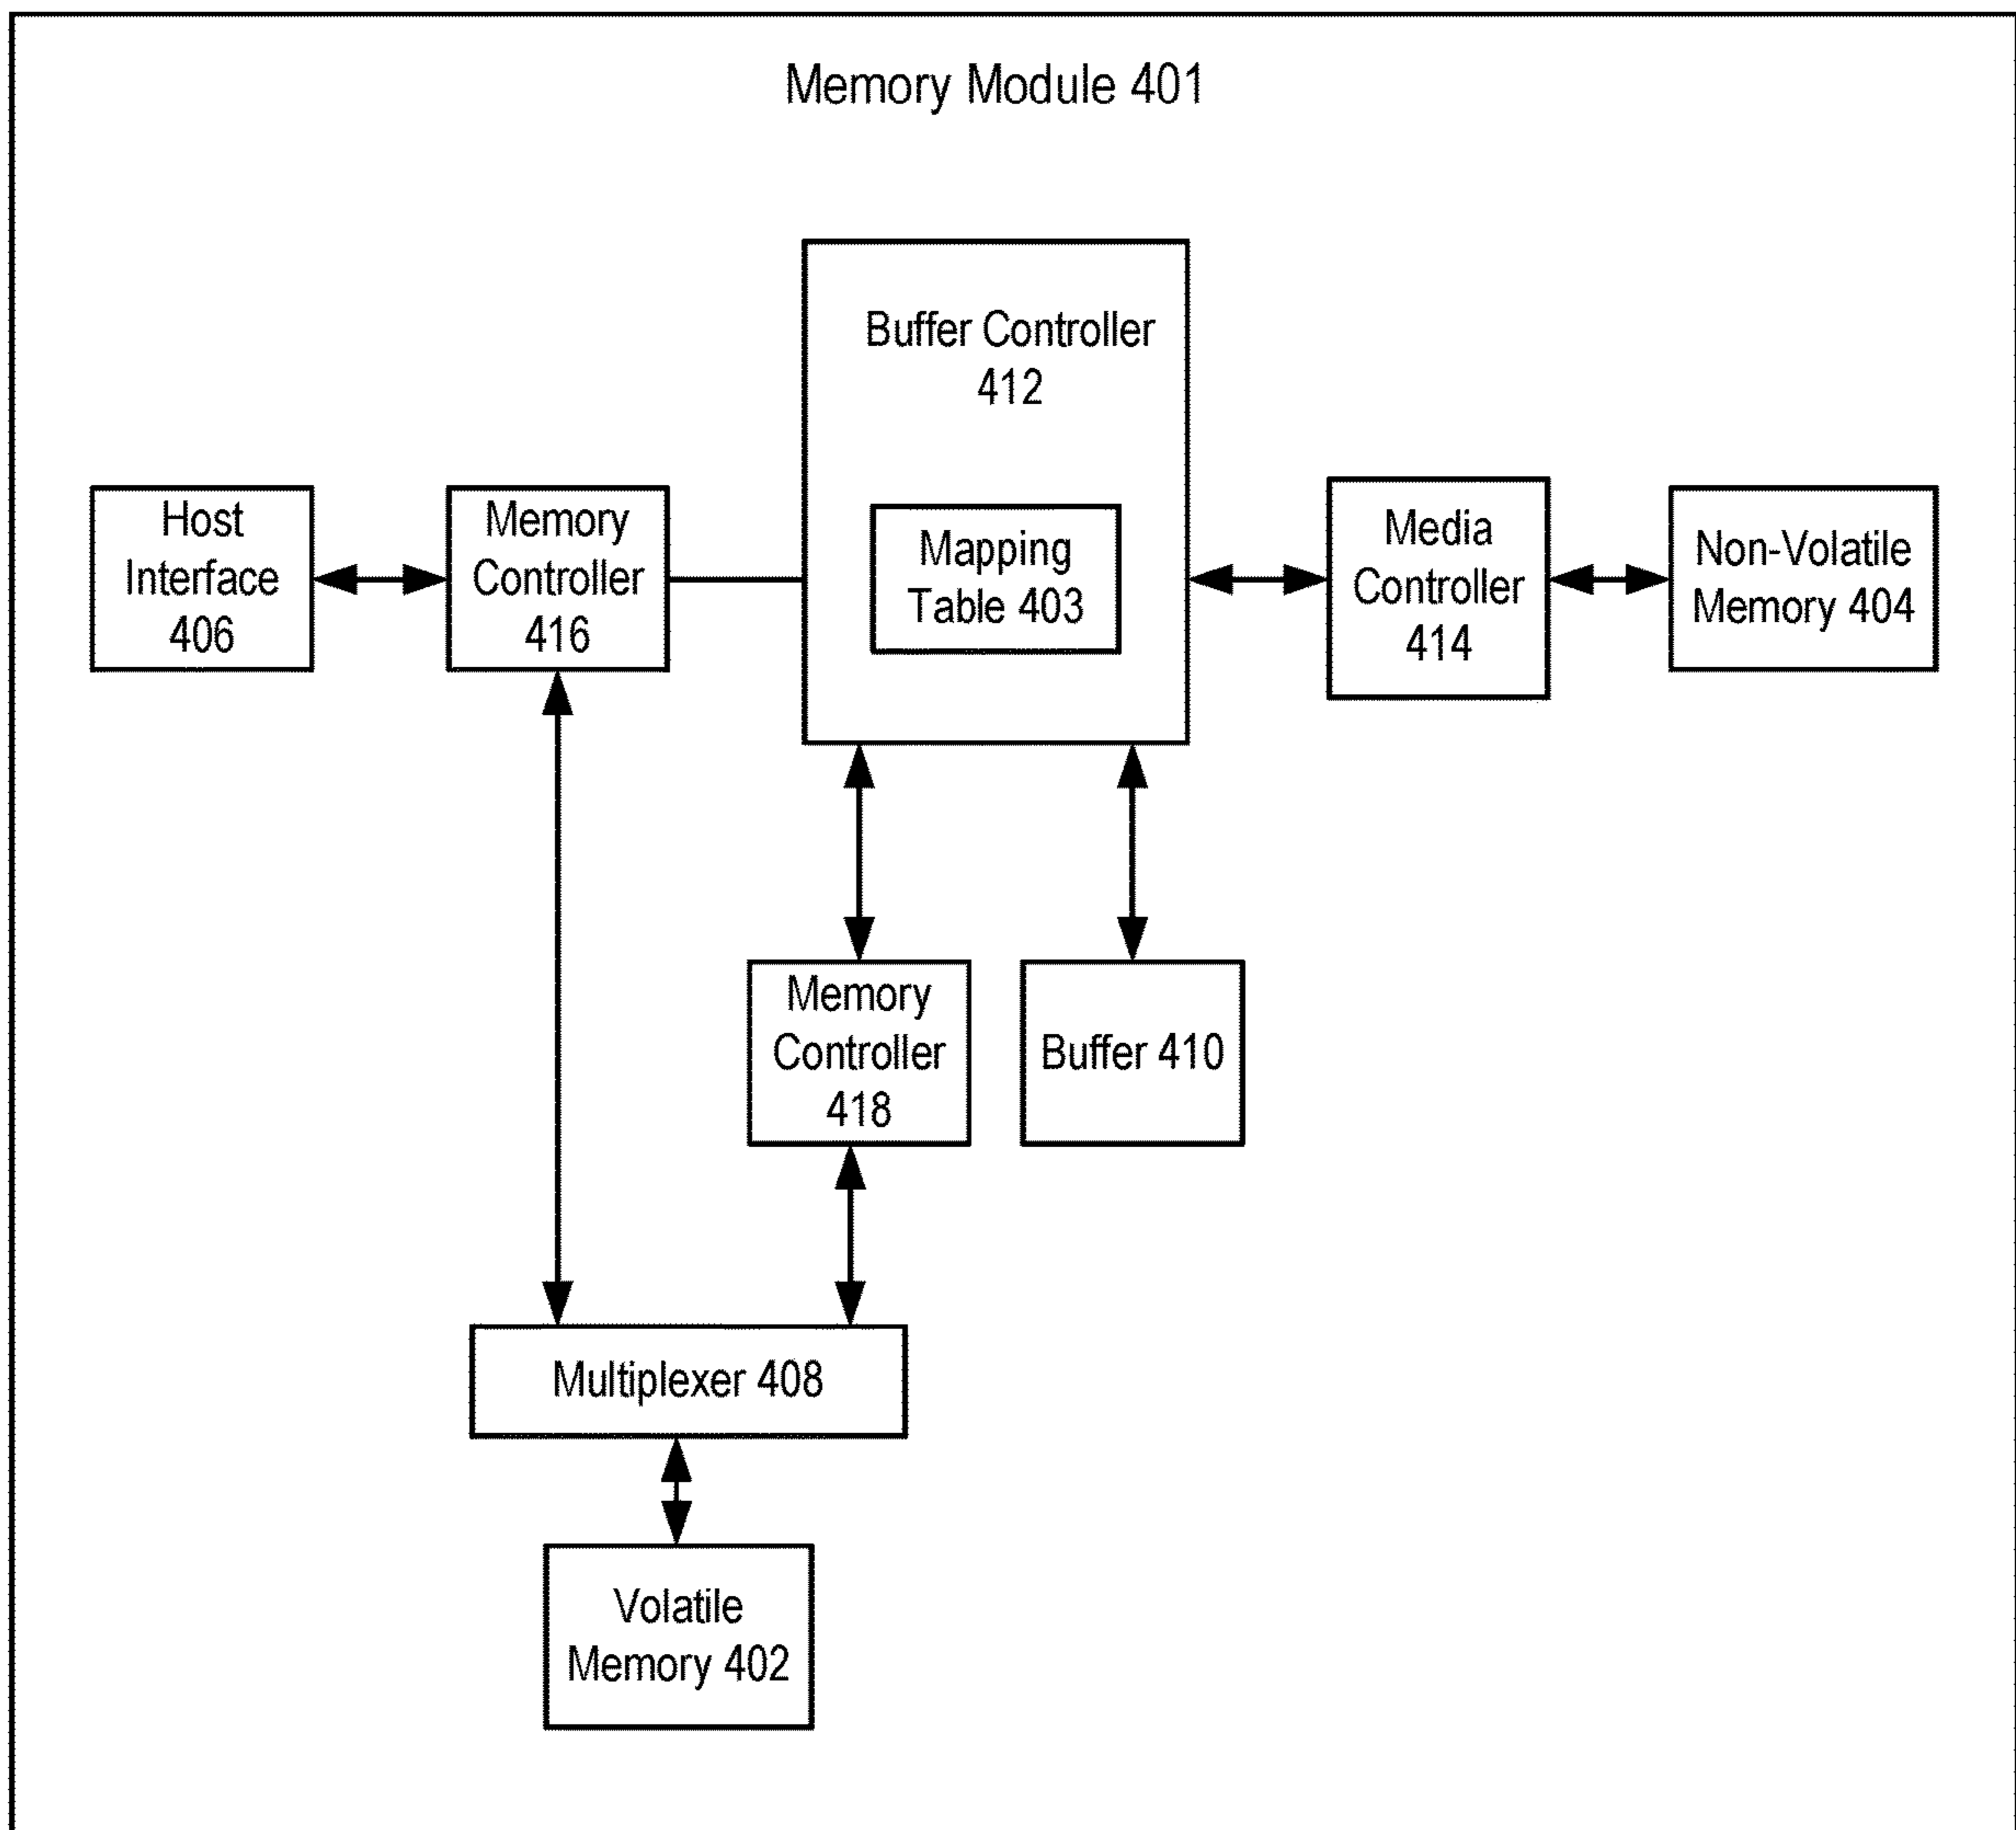 Memory Module 401
Buffer Controller
412
Mapping
Table 403
Host
Interface
406
Memory
Controller
416
Media
Controller
414
Non-Volatile
Memory 404
Memory
Controller
418
Buffer 410
Multiplexer 408
Volatile
Memory 402